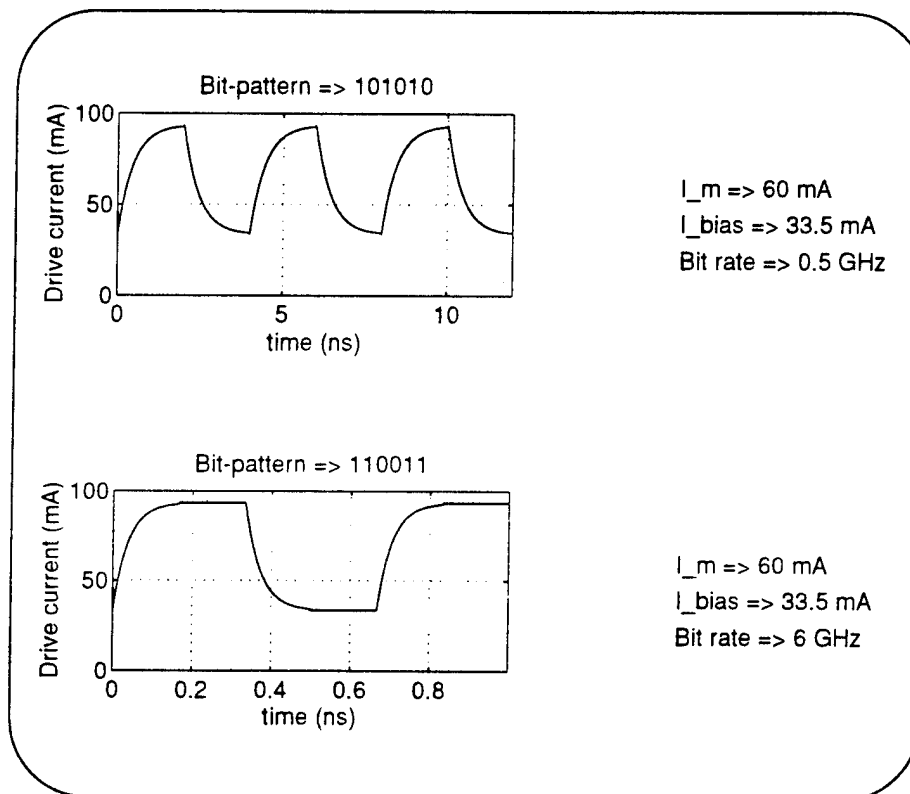 Bit-pattern => 101010
100
50
0
Drive current (mA)
0 5 10
time (ns)
I_m => 60 mA
I_bias => 33.5 mA
Bit rate => 0.5 GHz
Bit-pattern => 110011
100
50
0
Drive current (mA)
0 0.2 0.4 0.6 0.8
time (ns)
I_m => 60 mA
I_bias => 33.5 mA
Bit rate => 6 GHz